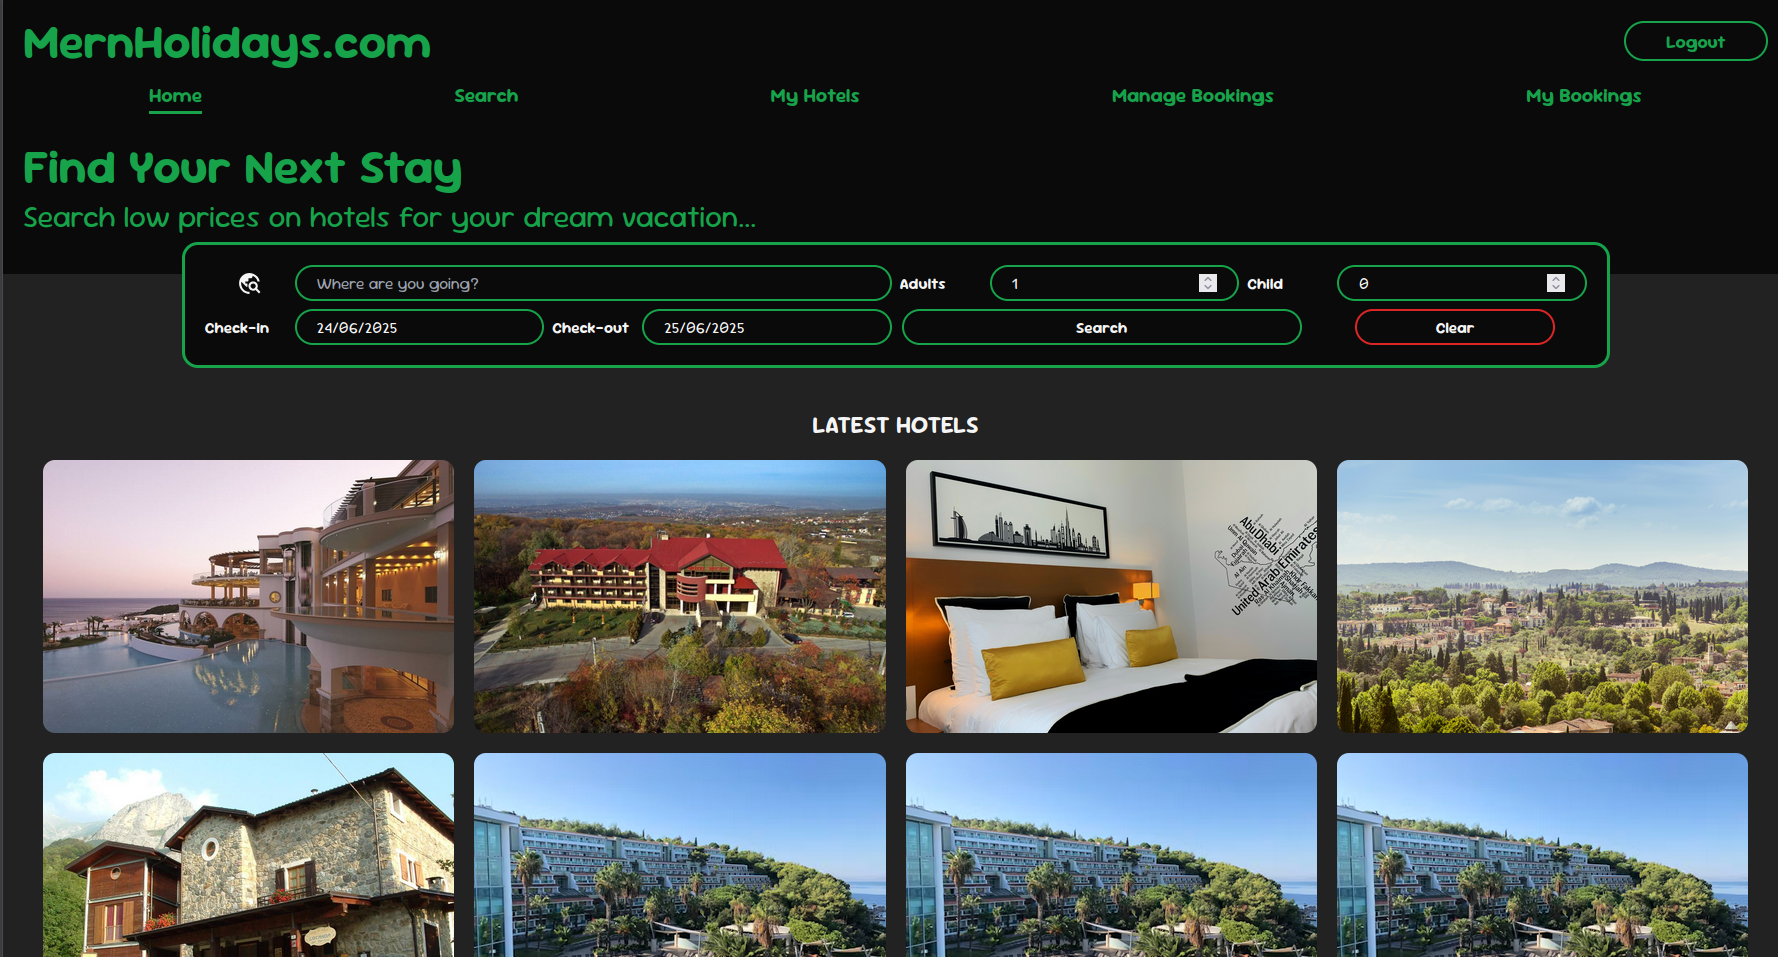 MernHolidays.com
Logout
Home Search My Hotels Manage Bookings My Bookings
Find Your Next Stay
Search low prices on hotels for your dream vacation...
Where are you going? Adults 1 Child 0
Check-In 24/06/2025 Check-out 25/06/2025 Search Clear
LATEST HOTELS
Abu Dhabi
United Arab Emirates